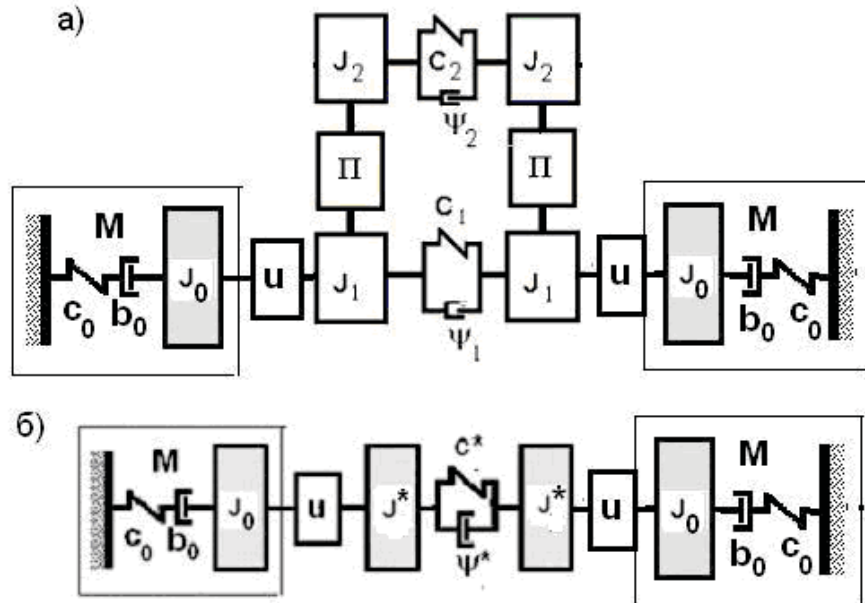 а)
J₂ c₂ J₂
ψ₂
П П
c₁
M M
J₀ u J₁ J₁ u J₀
c₀ b₀ ψ₁ b₀ c₀
б)
c*
M M
J₀ u J* J* u J₀
c₀ b₀ ψ* b₀ c₀